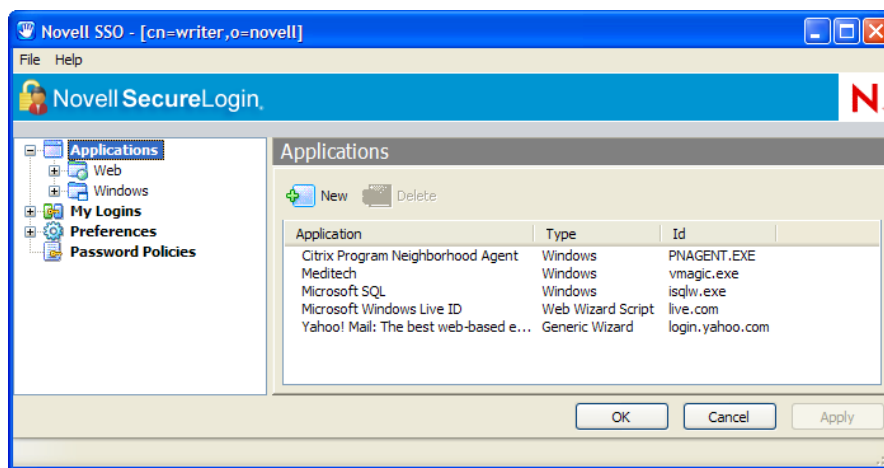 Novell SSO - [cn=writer,o=novell]
File Help
Novell SecureLogin.
N
Applications
Web
Windows
My Logins
Preferences
Password Policies
Applications
New Delete
Application Type Id
Citrix Program Neighborhood Agent Windows PNAGENT.EXE
Meditech Windows vmagic.exe
Microsoft SQL Windows isqlw.exe
Microsoft Windows Live ID Web Wizard Script live.com
Yahoo! Mail: The best web-based e... Generic Wizard login.yahoo.com
OK Cancel Apply